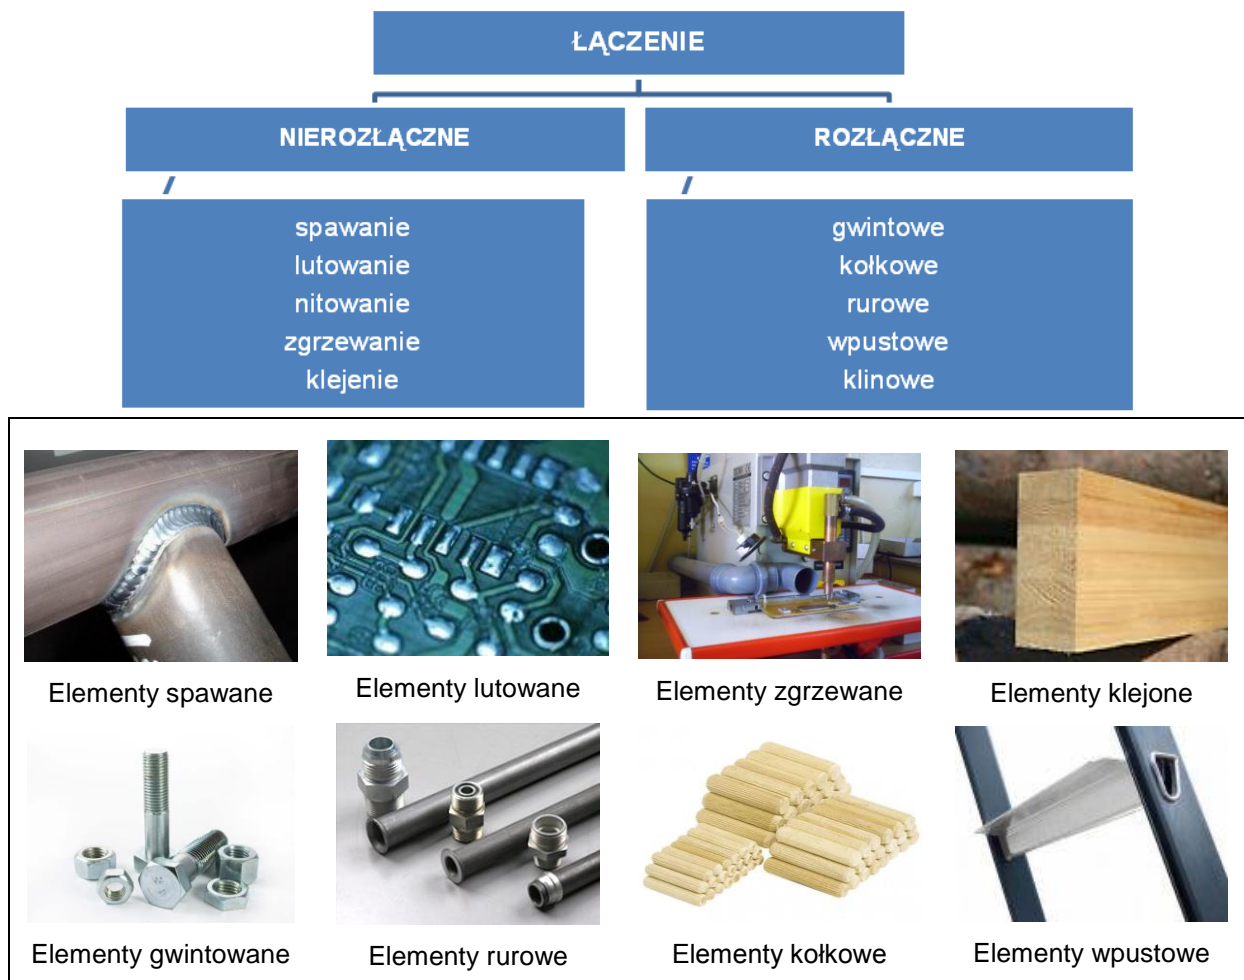 ŁĄCZENIE
NIEROZŁĄCZNE
ROZŁĄCZNE
spawanie
lutowanie
nitowanie
zgrzewanie
klejenie
gwintowe
kołkowe
rurowe
wpustowe
klinowe
Elementy spawane
Elementy lutowane
Elementy zgrzewane
Elementy klejone
Elementy gwintowane
Elementy rurowe
Elementy kołkowe
Elementy wpustowe